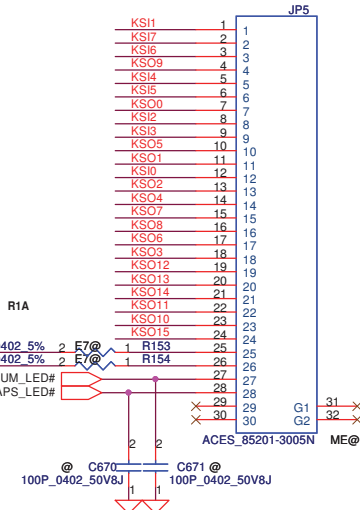 JP5
KSI1 1 1
KSI7 2 2
KSI6 3 3
KSO9 4 4
KSI4 5 5
KSI5 6 6
KSO0 7 7
KSI2 8 8
KSI3 9 9
KSO5 10 10
KSO1 11 11
KSI0 12 12
KSO2 13 13
KSO4 14 14
KSO7 15 15
KSO8 16 16
KSO6 17 17
KSO3 18 18
KSO12 19 19
KSO13 20 20
KSO14 21 21
KSO11 22 22
KSO10 23 23
KSO15 24 24
R1A
402_5% 2 E7@ 1 R153 25 25
402_5% 2 E7@ 1 R154 26 26
UM_LED# 27 27
APS_LED# 28 28
29 29 G1 31
30 30 G2 32
ACES_85201-3005N ME@
2 2
@ C670 C671 @
100P_0402_50V8J 100P_0402_50V8J
1 1